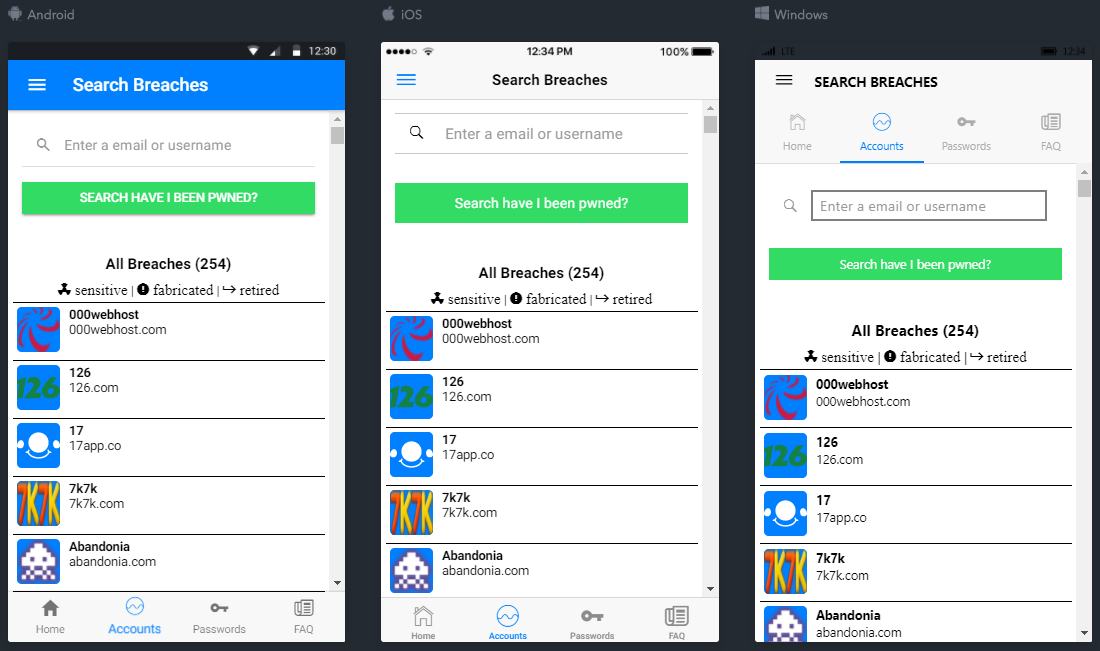 Android
12:30
Search Breaches
Enter a email or username
SEARCH HAVE I BEEN PWNED?
All Breaches (254)
sensitive | fabricated | retired
000webhost
000webhost.com
126
126
126.com
17
17app.co
7K7K
7k7k
7k7k.com
Abandonia
abandonia.com
Home
Accounts
Passwords
FAQ
iOS
12:34 PM
100%
Search Breaches
Enter a email or username
Search have I been pwned?
All Breaches (254)
sensitive | fabricated | retired
000webhost
000webhost.com
126
126
126.com
17
17app.co
7K7K
7k7k
7k7k.com
Abandonia
abandonia.com
Home
Accounts
Passwords
FAQ
Windows
LTE
12:34
SEARCH BREACHES
Home
Accounts
Passwords
FAQ
Enter a email or username
Search have I been pwned?
All Breaches (254)
sensitive | fabricated | retired
000webhost
000webhost.com
126
126
126.com
17
17app.co
7K7K
7k7k
7k7k.com
Abandonia
abandonia.com